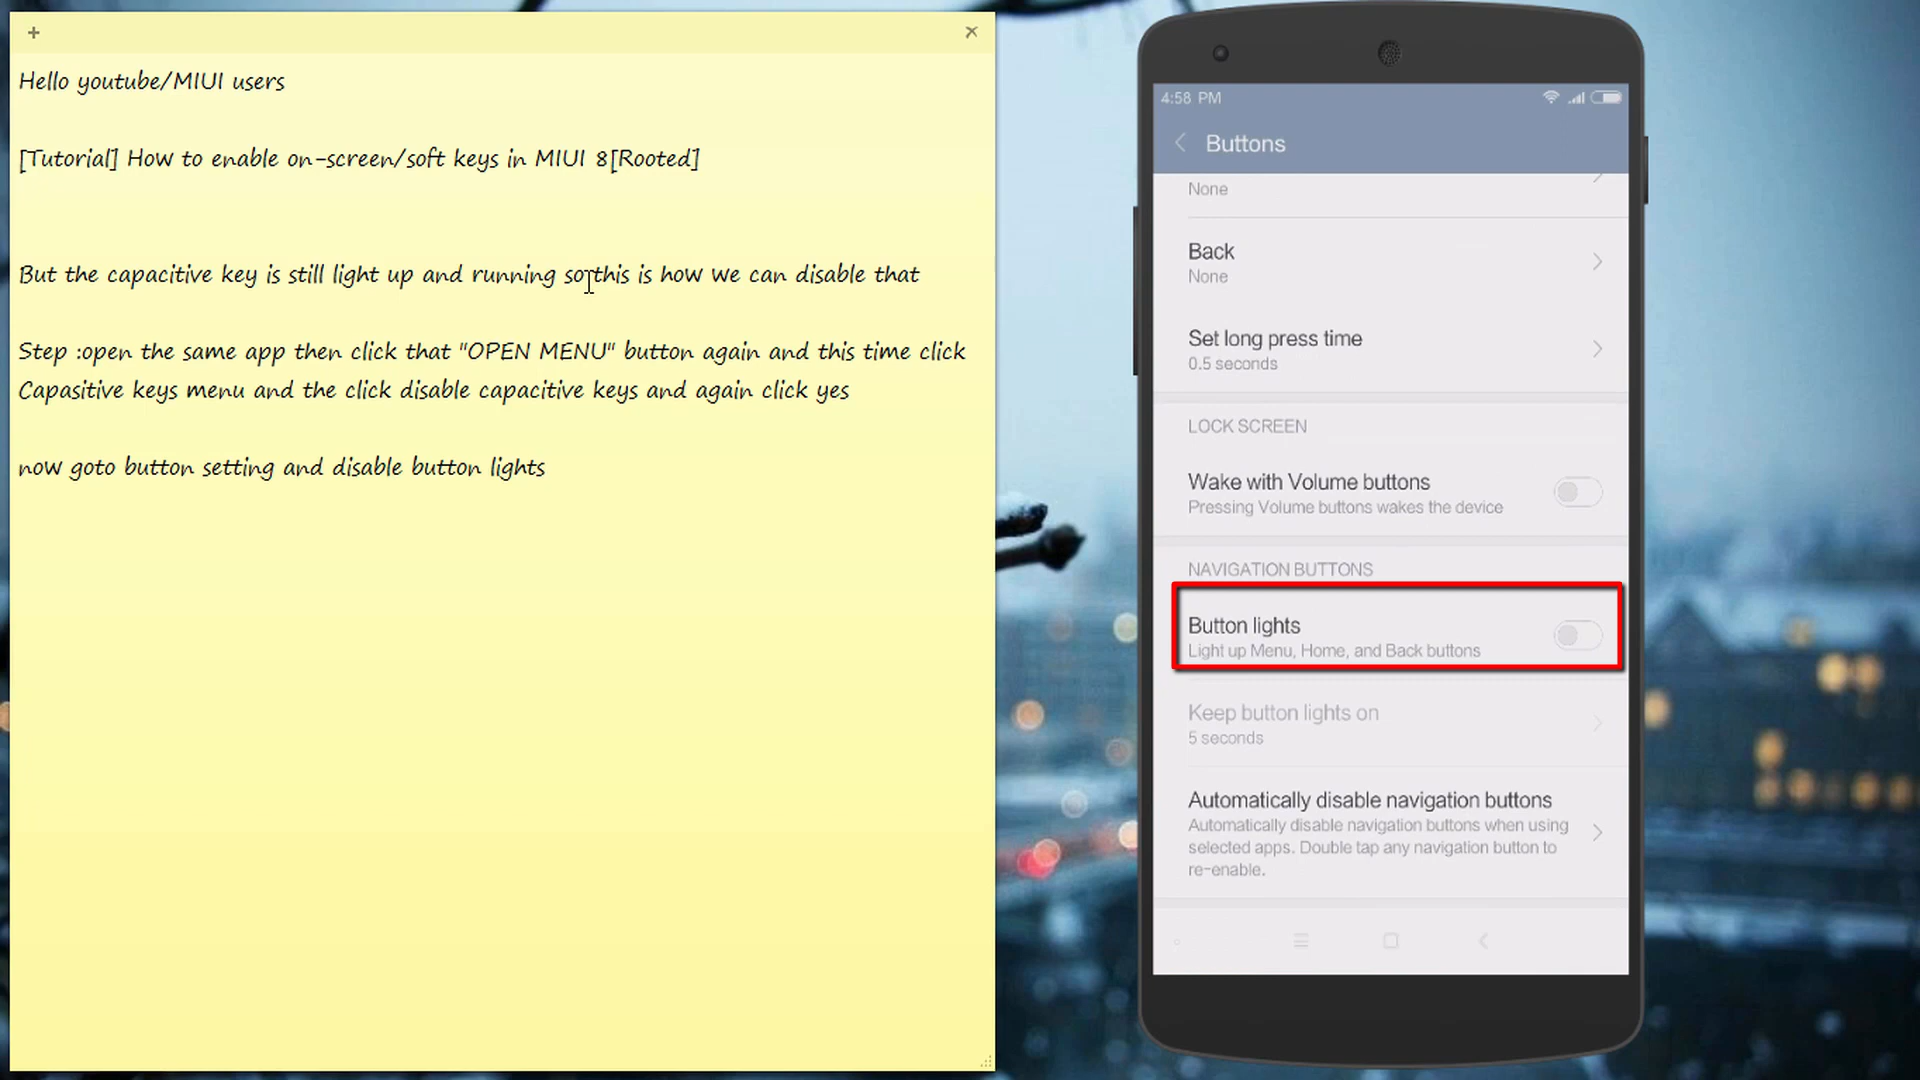 Hello youtube/MIUI users
[Tutorial] How to enable on-screen/soft keys in MIUI 8[Rooted]
But the capacitive key is still light up and running so this is how we can disable that
Step :open the same app then click that "OPEN MENU" button again and this time click
Capasitive keys menu and the click disable capacitive keys and again click yes
now goto button setting and disable button lights
4:58 PM
Buttons
None
Back
None
Set long press time
0.5 seconds
LOCK SCREEN
Wake with Volume buttons
Pressing Volume buttons wakes the device
NAVIGATION BUTTONS
Button lights
Light up Menu, Home, and Back buttons
Keep button lights on
5 seconds
Automatically disable navigation buttons
Automatically disable navigation buttons when using
selected apps. Double tap any navigation button to
re-enable.